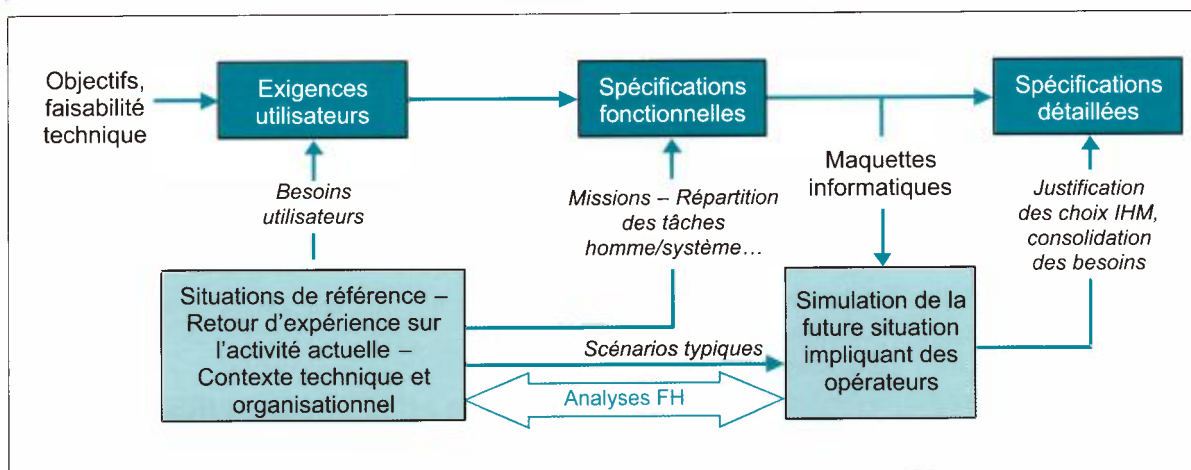 Objectifs,
faisabilité
technique
Exigences
utilisateurs
Spécifications
fonctionnelles
Spécifications
détaillées
Besoins
utilisateurs
Missions – Répartition
des tâches
homme/système…
Maquettes
informatiques
Justification
des choix IHM,
consolidation
des besoins
Situations de référence –
Retour d'expérience sur
l'activité actuelle –
Contexte technique et
organisationnel
Scénarios typiques
Analyses FH
Simulation de la
future situation
impliquant des
opérateurs